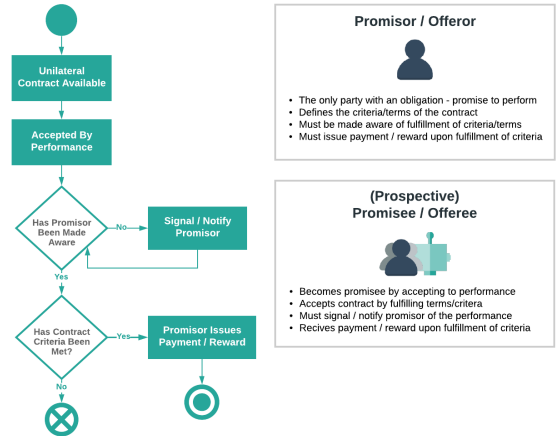 Unilateral
Contract Available
Accepted By
Performance
Has Promisor
Been Made
Aware
No
Signal / Notify
Promisor
Yes
Has Contract
Criteria Been
Met?
Yes
Promisor Issues
Payment / Reward
No
Promisor / Offeror
• The only party with an obligation - promise to perform
• Defines the criteria/terms of the contract
• Must be made aware of fulfillment of criteria/terms
• Must issue payment / reward upon fulfillment of criteria
(Prospective)
Promisee / Offeree
• Becomes promisee by accepting to performance
• Accepts contract by fulfilling terms/critera
• Must signal / notify promisor of the performance
• Recives payment / reward upon fulfillment of criteria